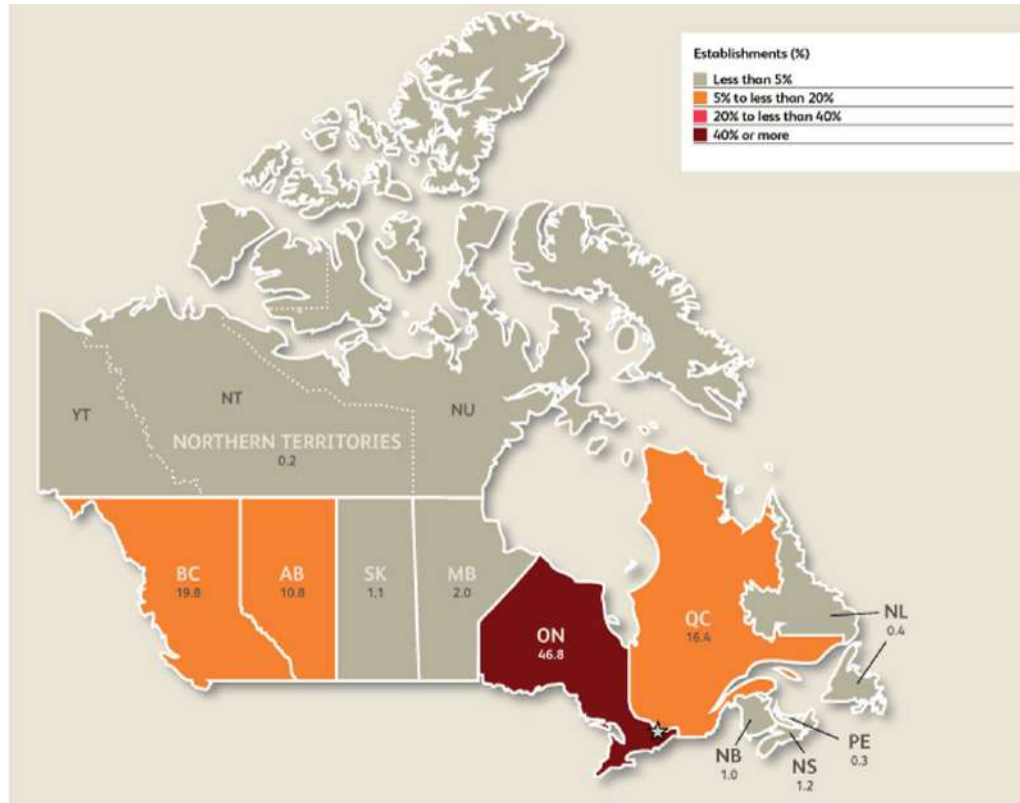 Establishments (%)
Less than 5%
5% to less than 20%
20% to less than 40%
40% or more
YT
NT
NU
NORTHERN TERRITORIES
0.2
BC
19.8
AB
10.8
SK
1.1
MB
2.0
ON
46.8
QC
16.4
NL
0.4
PE
0.3
NB
1.0
NS
1.2